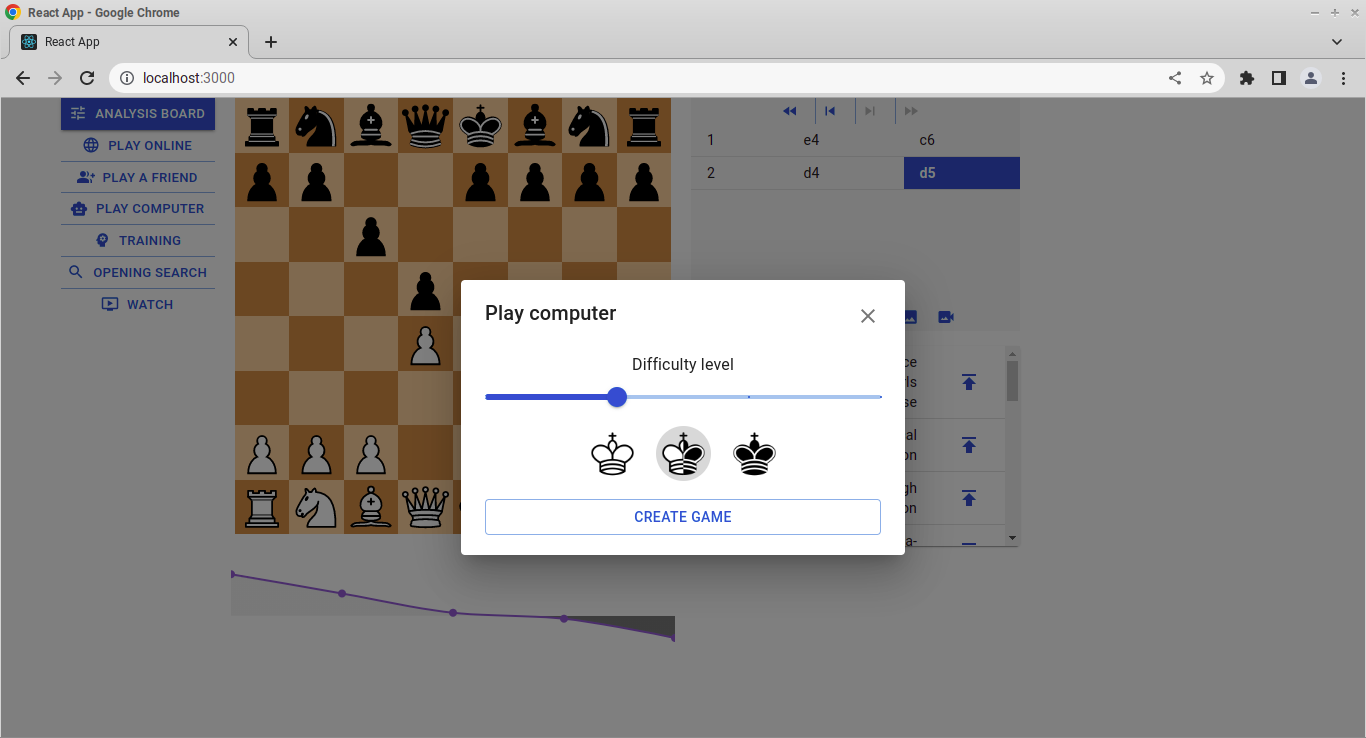 React App - Google Chrome
React App
localhost:3000
ANALYSIS BOARD
PLAY ONLINE
PLAY A FRIEND
PLAY COMPUTER
TRAINING
OPENING SEARCH
WATCH
1 e4 c6
2 d4 d5
Play computer
Difficulty level
CREATE GAME
ce
ls
se
al
on
gh
on
a-